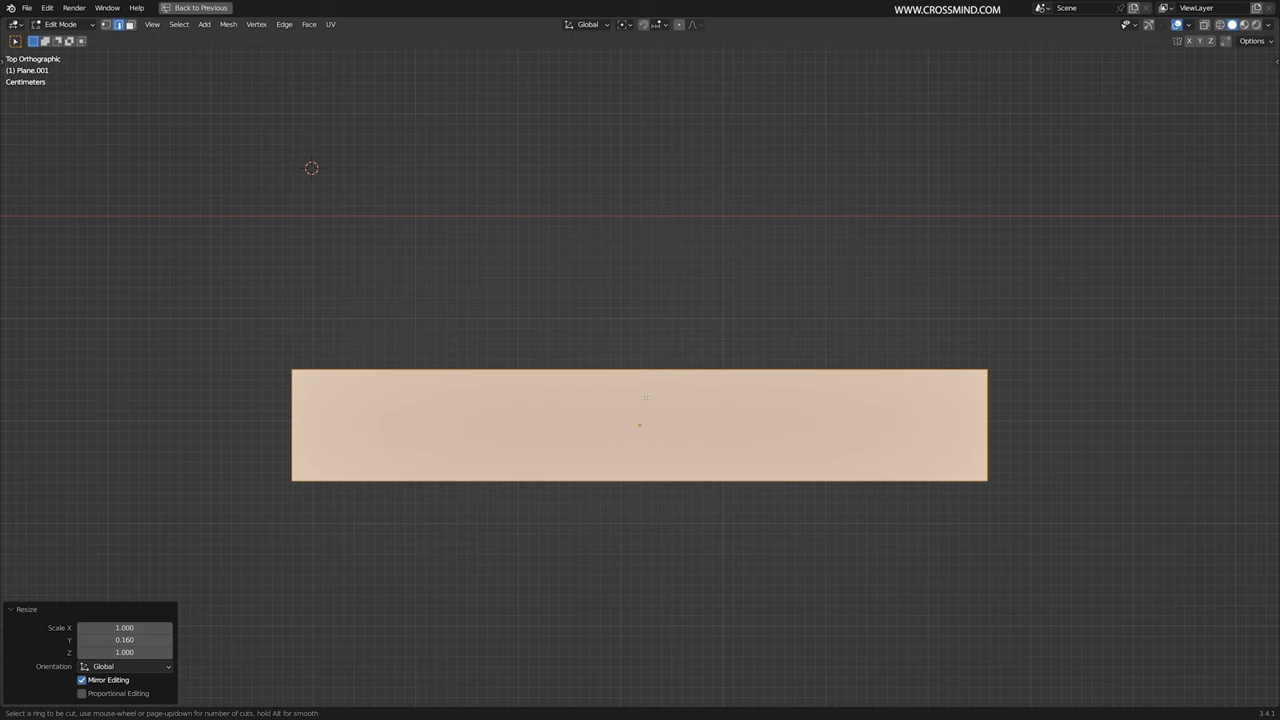 File Edit Render Window Help Back to Previous WWW.CROSSMIND.COM Scene ViewLayer
Edit Mode View Select Add Mesh Vertex Edge Face UV Global
X Y Z Options
Top Orthographic
(1) Plane.001
Centimeters
Resize
Scale X 1.000
Y 0.160
Z 1.000
Orientation Global
Mirror Editing
Proportional Editing
Select a ring to be cut, use mouse-wheel or page-up/down for number of cuts, hold Alt for smooth 3.4.1